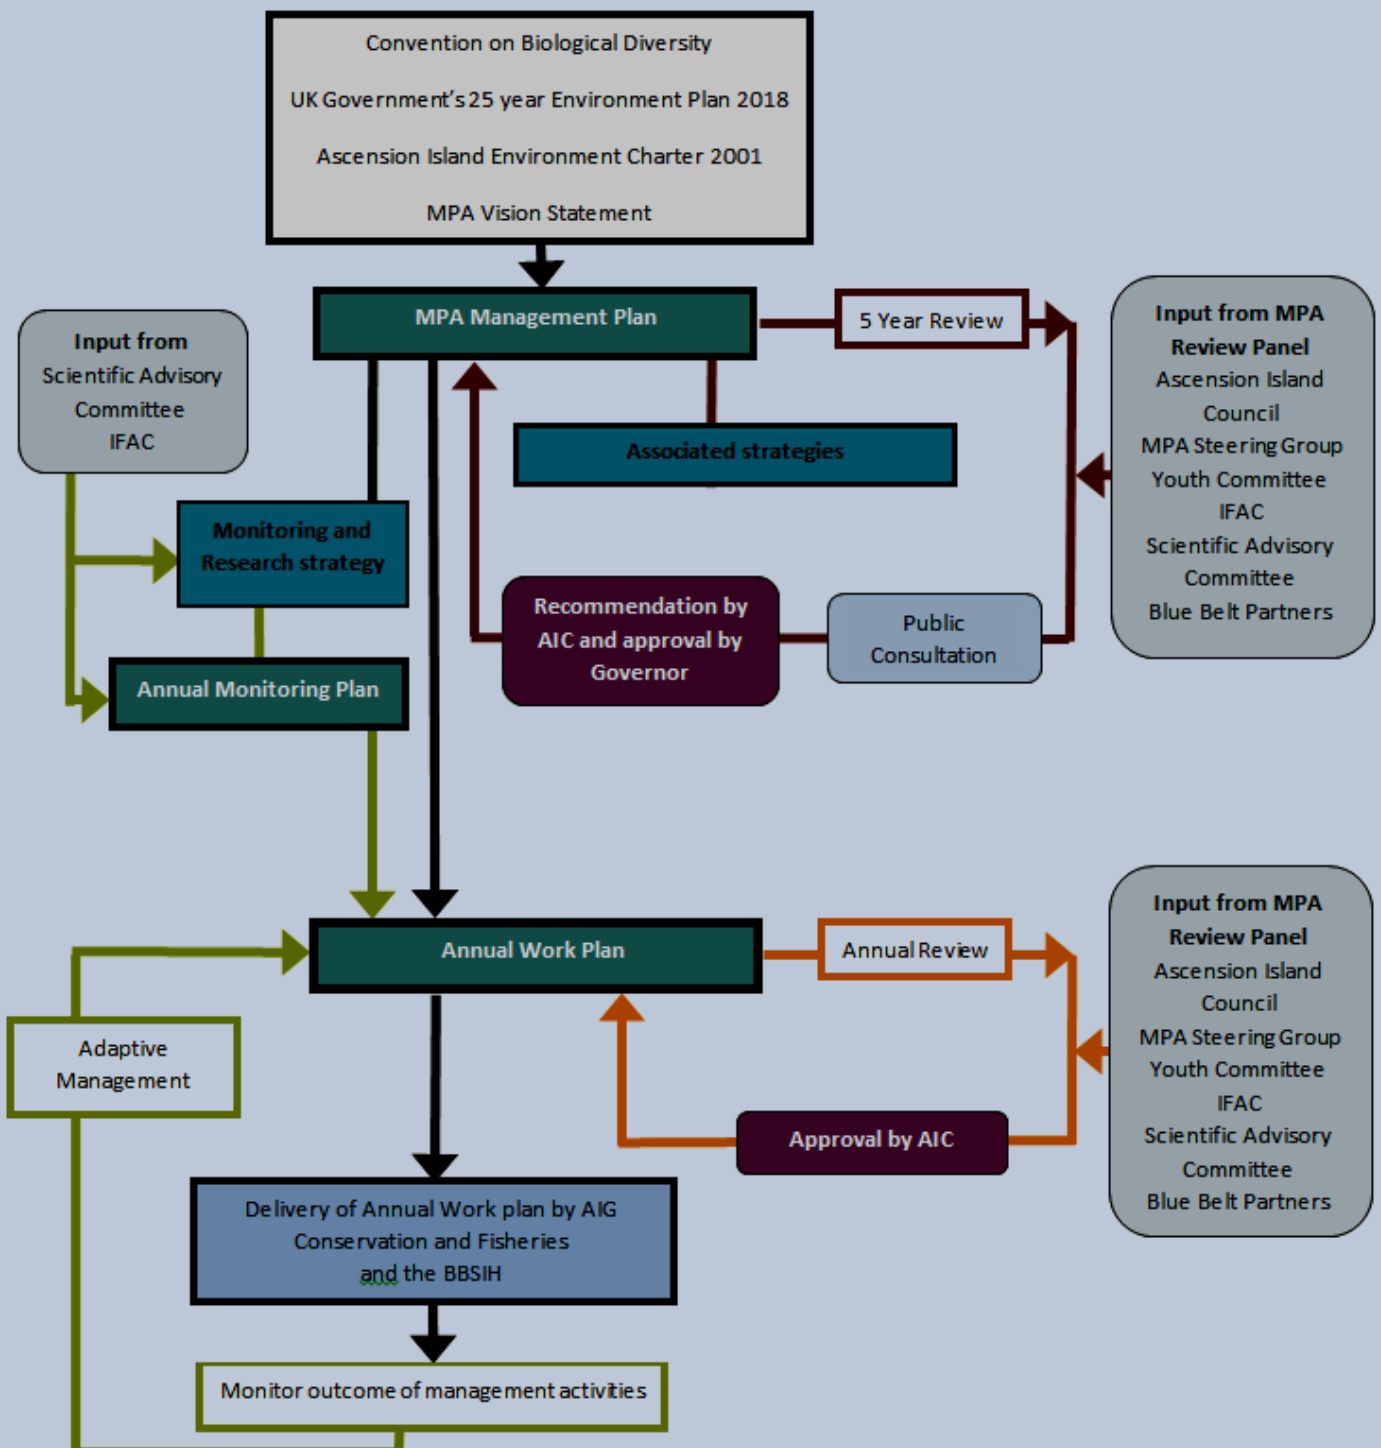 Convention on Biological Diversity
UK Government's 25 year Environment Plan 2018
Ascension Island Environment Charter 2001
MPA Vision Statement
MPA Management Plan
5 Year Review
Input from MPA
Review Panel
Ascension Island
Council
MPA Steering Group
Youth Committee
IFAC
Scientific Advisory
Committee
Blue Belt Partners
Input from
Scientific Advisory
Committee
IFAC
Associated strategies
Monitoring and
Research strategy
Recommendation by
AIC and approval by
Governor
Public
Consultation
Annual Monitoring Plan
Annual Work Plan
Annual Review
Input from MPA
Review Panel
Ascension Island
Council
MPA Steering Group
Youth Committee
IFAC
Scientific Advisory
Committee
Blue Belt Partners
Adaptive
Management
Approval by AIC
Delivery of Annual Work plan by AIG
Conservation and Fisheries
and the BBSIH
Monitor outcome of management activities